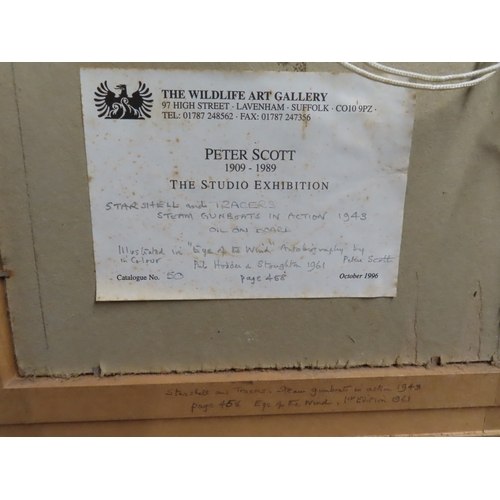 THE WILDLIFE ART GALLERY
97 HIGH STREET · LAVENHAM · SUFFOLK · CO10 9PZ ·
TEL: 01787 248562 · FAX: 01787 247356
PETER SCOTT
1909 - 1989
THE STUDIO EXHIBITION
STARSHELL and TRACERS
STEAM GUNBOATS IN ACTION 1943
OIL ON BOARD
Illustrated in "Eye of the Wind" Autobiography by
in Colour Pub Hodder & Stoughton 1961 Peter Scott
Catalogue No. 50 page 456 October 1996
Starshell and Tracers. Steam gunboats in action 1943
page 456 Eye of the Wind, 1st Edition 1961